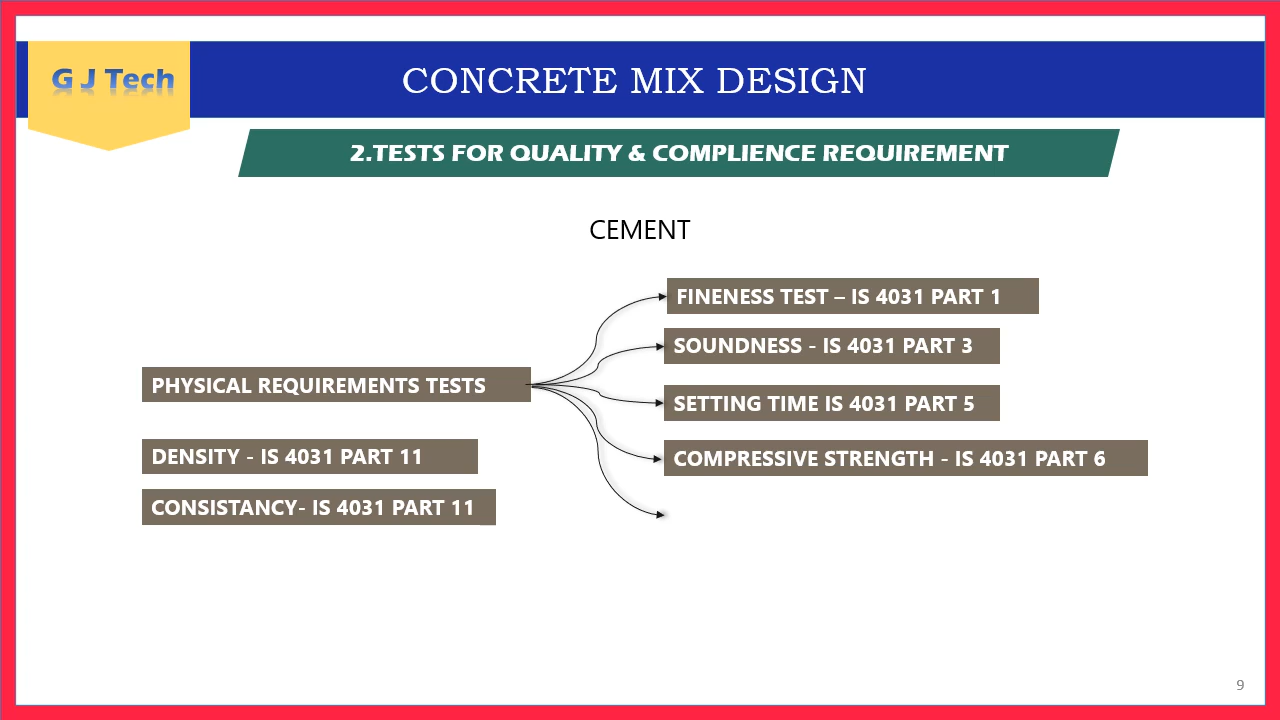 G J Tech
CONCRETE MIX DESIGN
2.TESTS FOR QUALITY & COMPLIENCE REQUIREMENT
CEMENT
PHYSICAL REQUIREMENTS TESTS
DENSITY - IS 4031 PART 11
CONSISTANCY- IS 4031 PART 11
FINENESS TEST – IS 4031 PART 1
SOUNDNESS - IS 4031 PART 3
SETTING TIME IS 4031 PART 5
COMPRESSIVE STRENGTH - IS 4031 PART 6
9